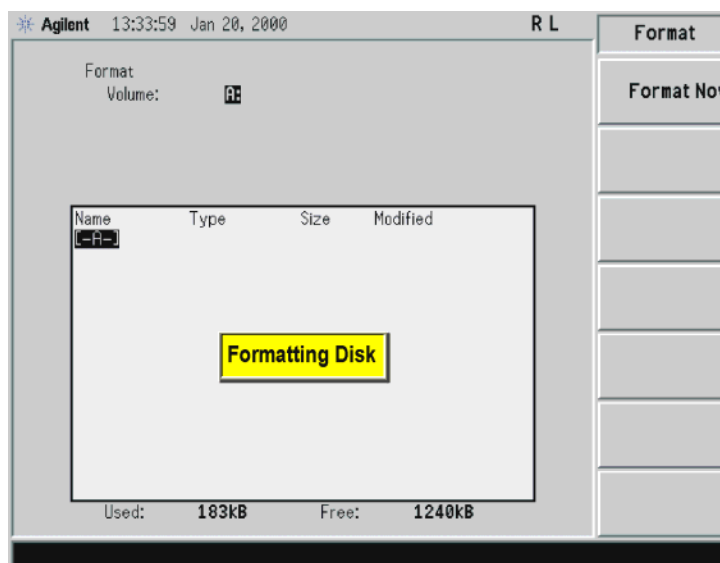 Agilent 13:33:59 Jan 20, 2000 R L
Format
Format
Volume: A:
Format No
Name Type Size Modified
[-A-]
Formatting Disk
Used: 183kB Free: 1240kB